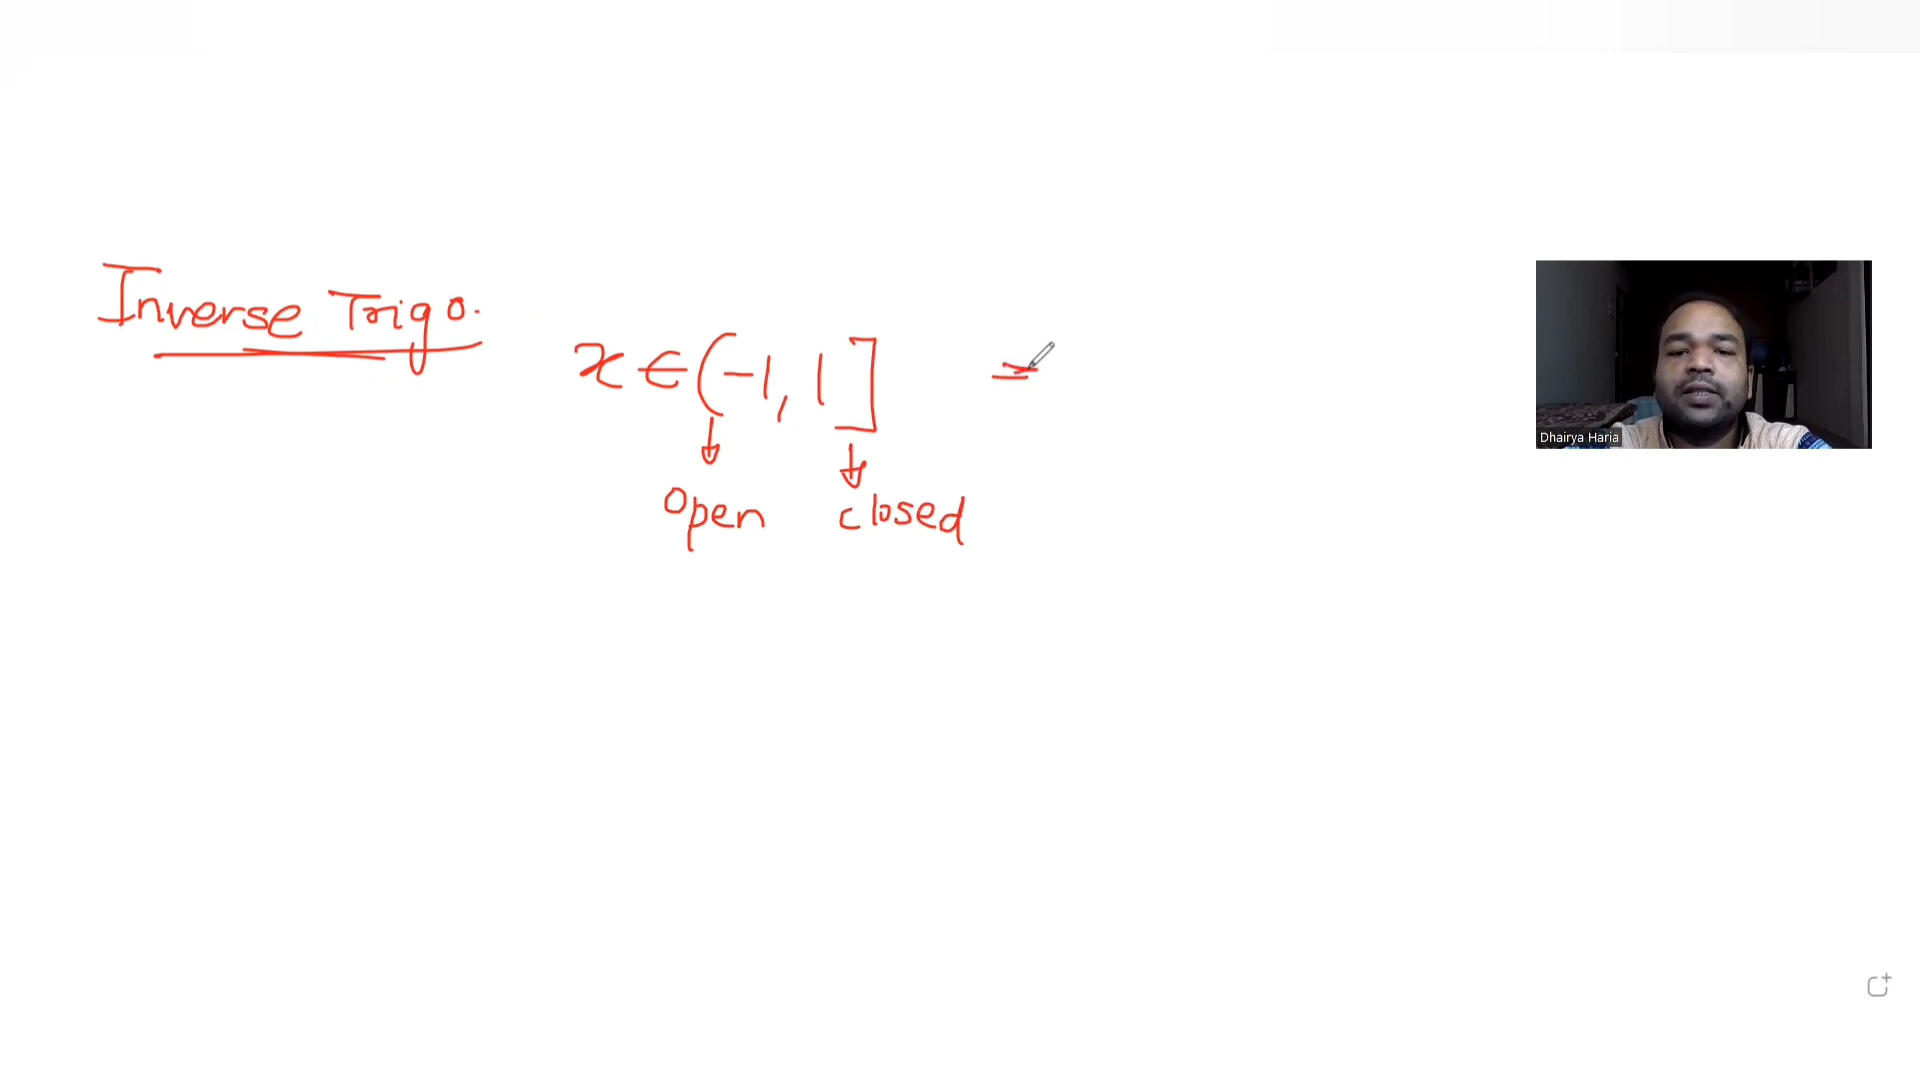 Inverse Trigo.
x ∈ (-1, 1] =
↓ ↓
open closed
Dhairya Haria